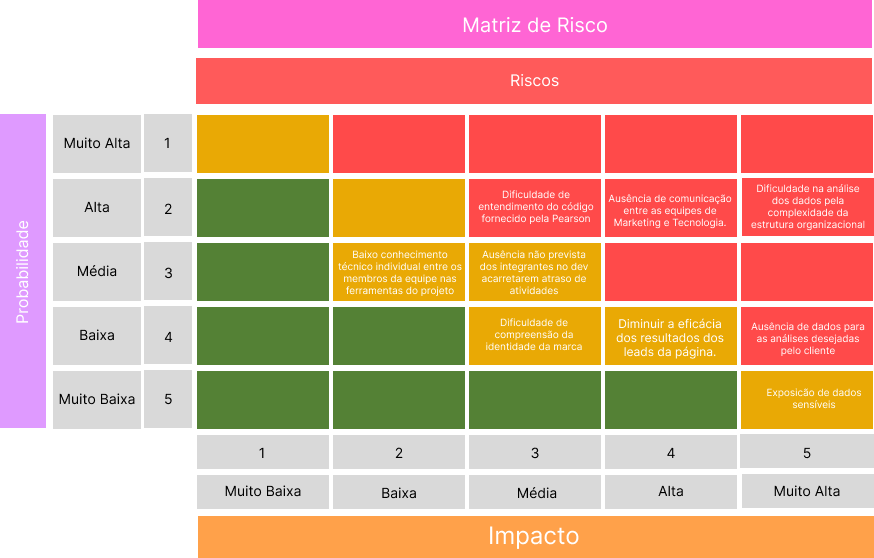 Matriz de Risco
Riscos
Probabilidade
Muito Alta
1
Alta
2
Dificuldade de
entendimento do código
fornecido pela Pearson
Ausência de comunicação
entre as equipes de
Marketing e Tecnologia.
Dificuldade na análise
dos dados pela
complexidade da
estrutura organizacional
Média
3
Baixo conhecimento
técnico individual entre os
membros da equipe nas
ferramentas do projeto
Ausência não prevista
dos integrantes no dev
acarretarem atraso de
atividades
Baixa
4
Dificuldade de
compreensão da
identidade da marca
Diminuir a eficácia
dos resultados dos
leads da página.
Ausência de dados para
as análises desejadas
pelo cliente
Muito Baixa
5
Exposicão de dados
sensíveis
1
2
3
4
5
Muito Baixa
Baixa
Média
Alta
Muito Alta
Impacto